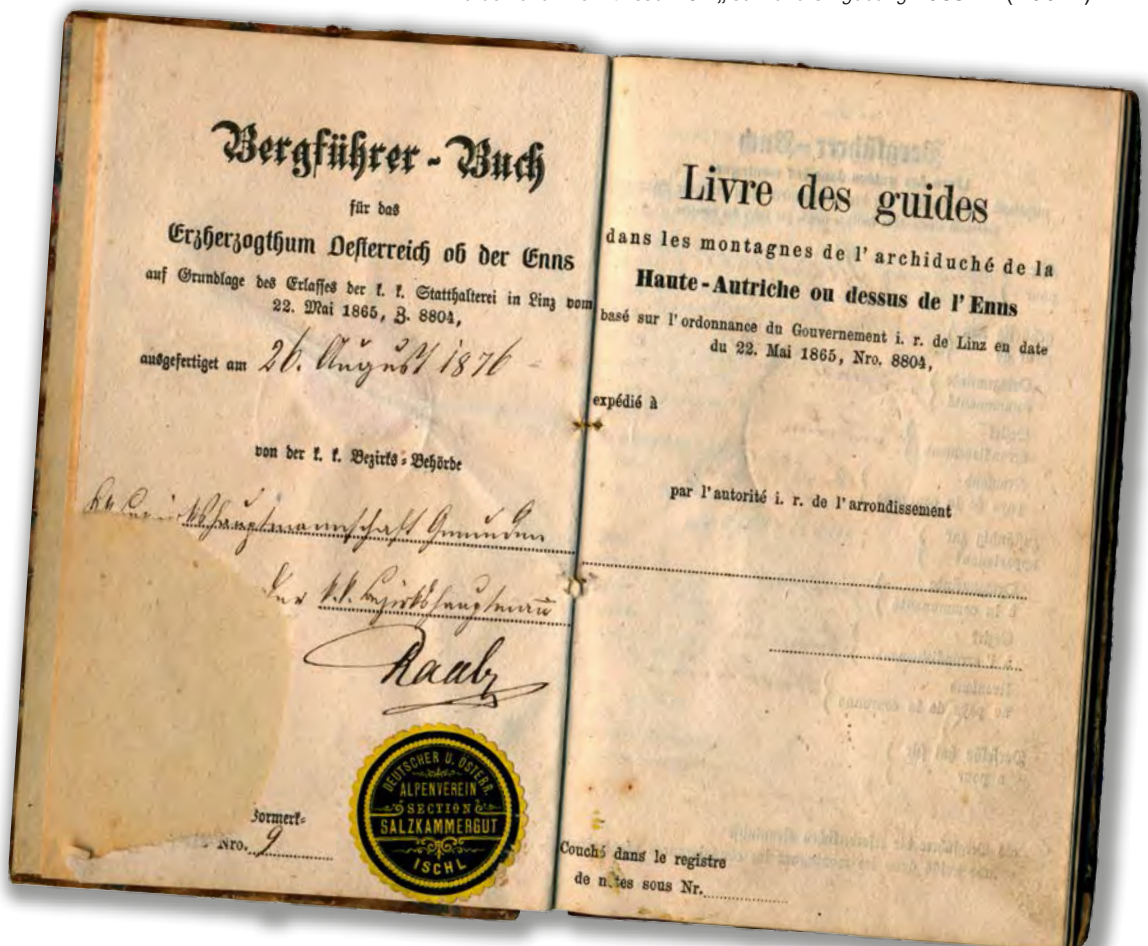 Bergführer - Buch
für das
Erzherzogthum Oesterreich ob der Enns
auf Grundlage des Erlasses der k. k. Statthalterei in Linz vom
22. Mai 1865, Z. 8804,
ausgefertiget am 26. August 1876
von der k. k. Bezirks-Behörde
Bezirkshauptmannschaft Gmunden
Der k.k. Bezirkshauptmann
Nro. 9
DEUTSCHER U. ÖSTERR.
ALPENVEREIN
SECTION
SALZKAMMERGUT
ISCHL
Livre des guides
dans les montagnes de l'archiduché de la
Haute-Autriche ou dessus de l'Enns
basé sur l'ordonnance du Gouvernement i. r. de Linz en date
du 22. Mai 1865, Nro. 8804,
expédié à
par l'autorité i. r. de l'arrondissement
Couché dans le registre
de notes sous Nr.